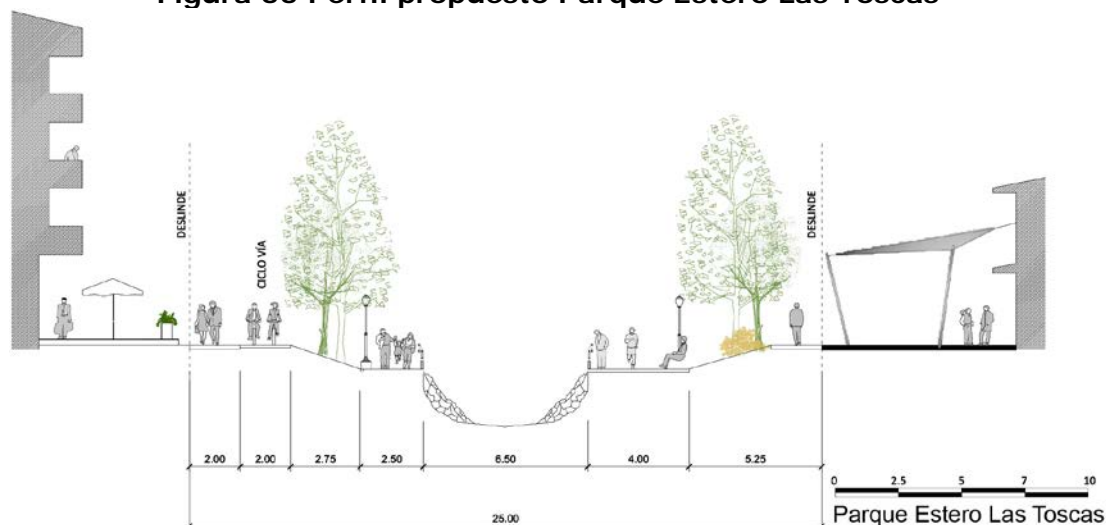 Figura Perfil propuesto Parque Estero Las Toscas
DESLINDE
CICLO VÍA
DESLINDE
2.00 2.00 2.75 2.50 6.50 4.00 5.25
25.00
0 2.5 5 7 10
Parque Estero Las Toscas